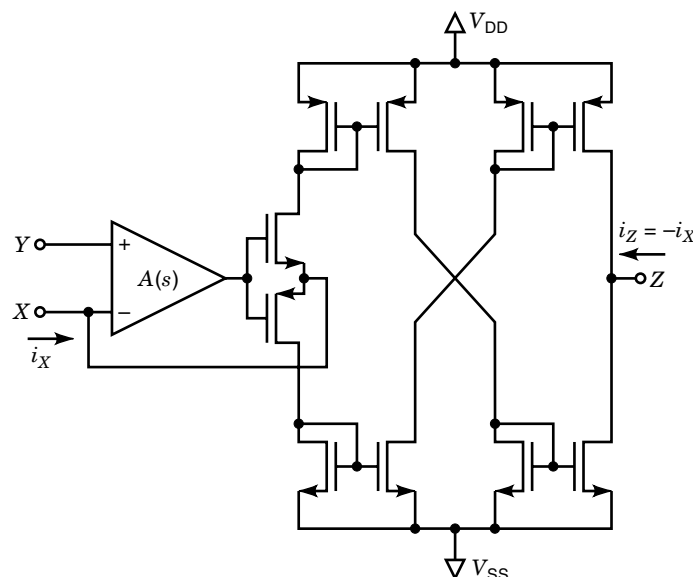 V_DD
Y
+
A(s)
X
−
i_X
i_Z = −i_X
Z
V_SS